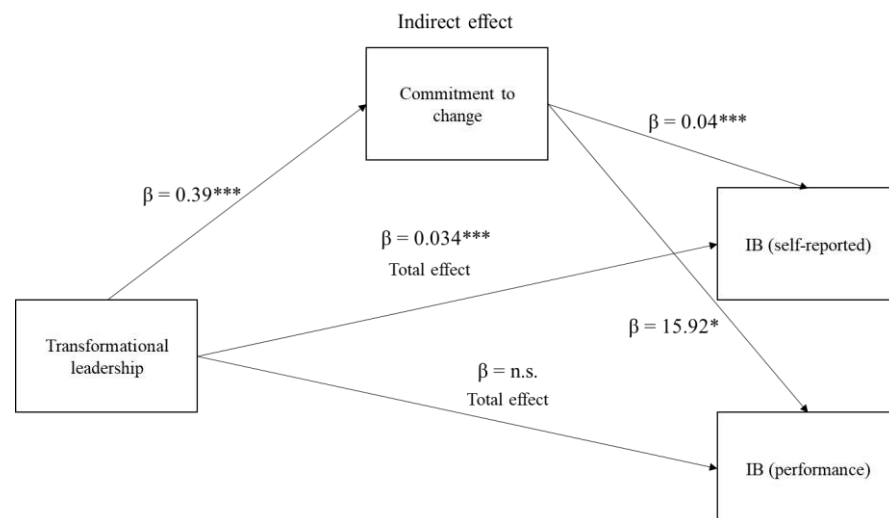 Indirect effect
Commitment to
change
β = 0.04***
β = 0.39***
β = 0.034***
Total effect
IB (self-reported)
β = 15.92*
Transformational
leadership
β = n.s.
Total effect
IB (performance)